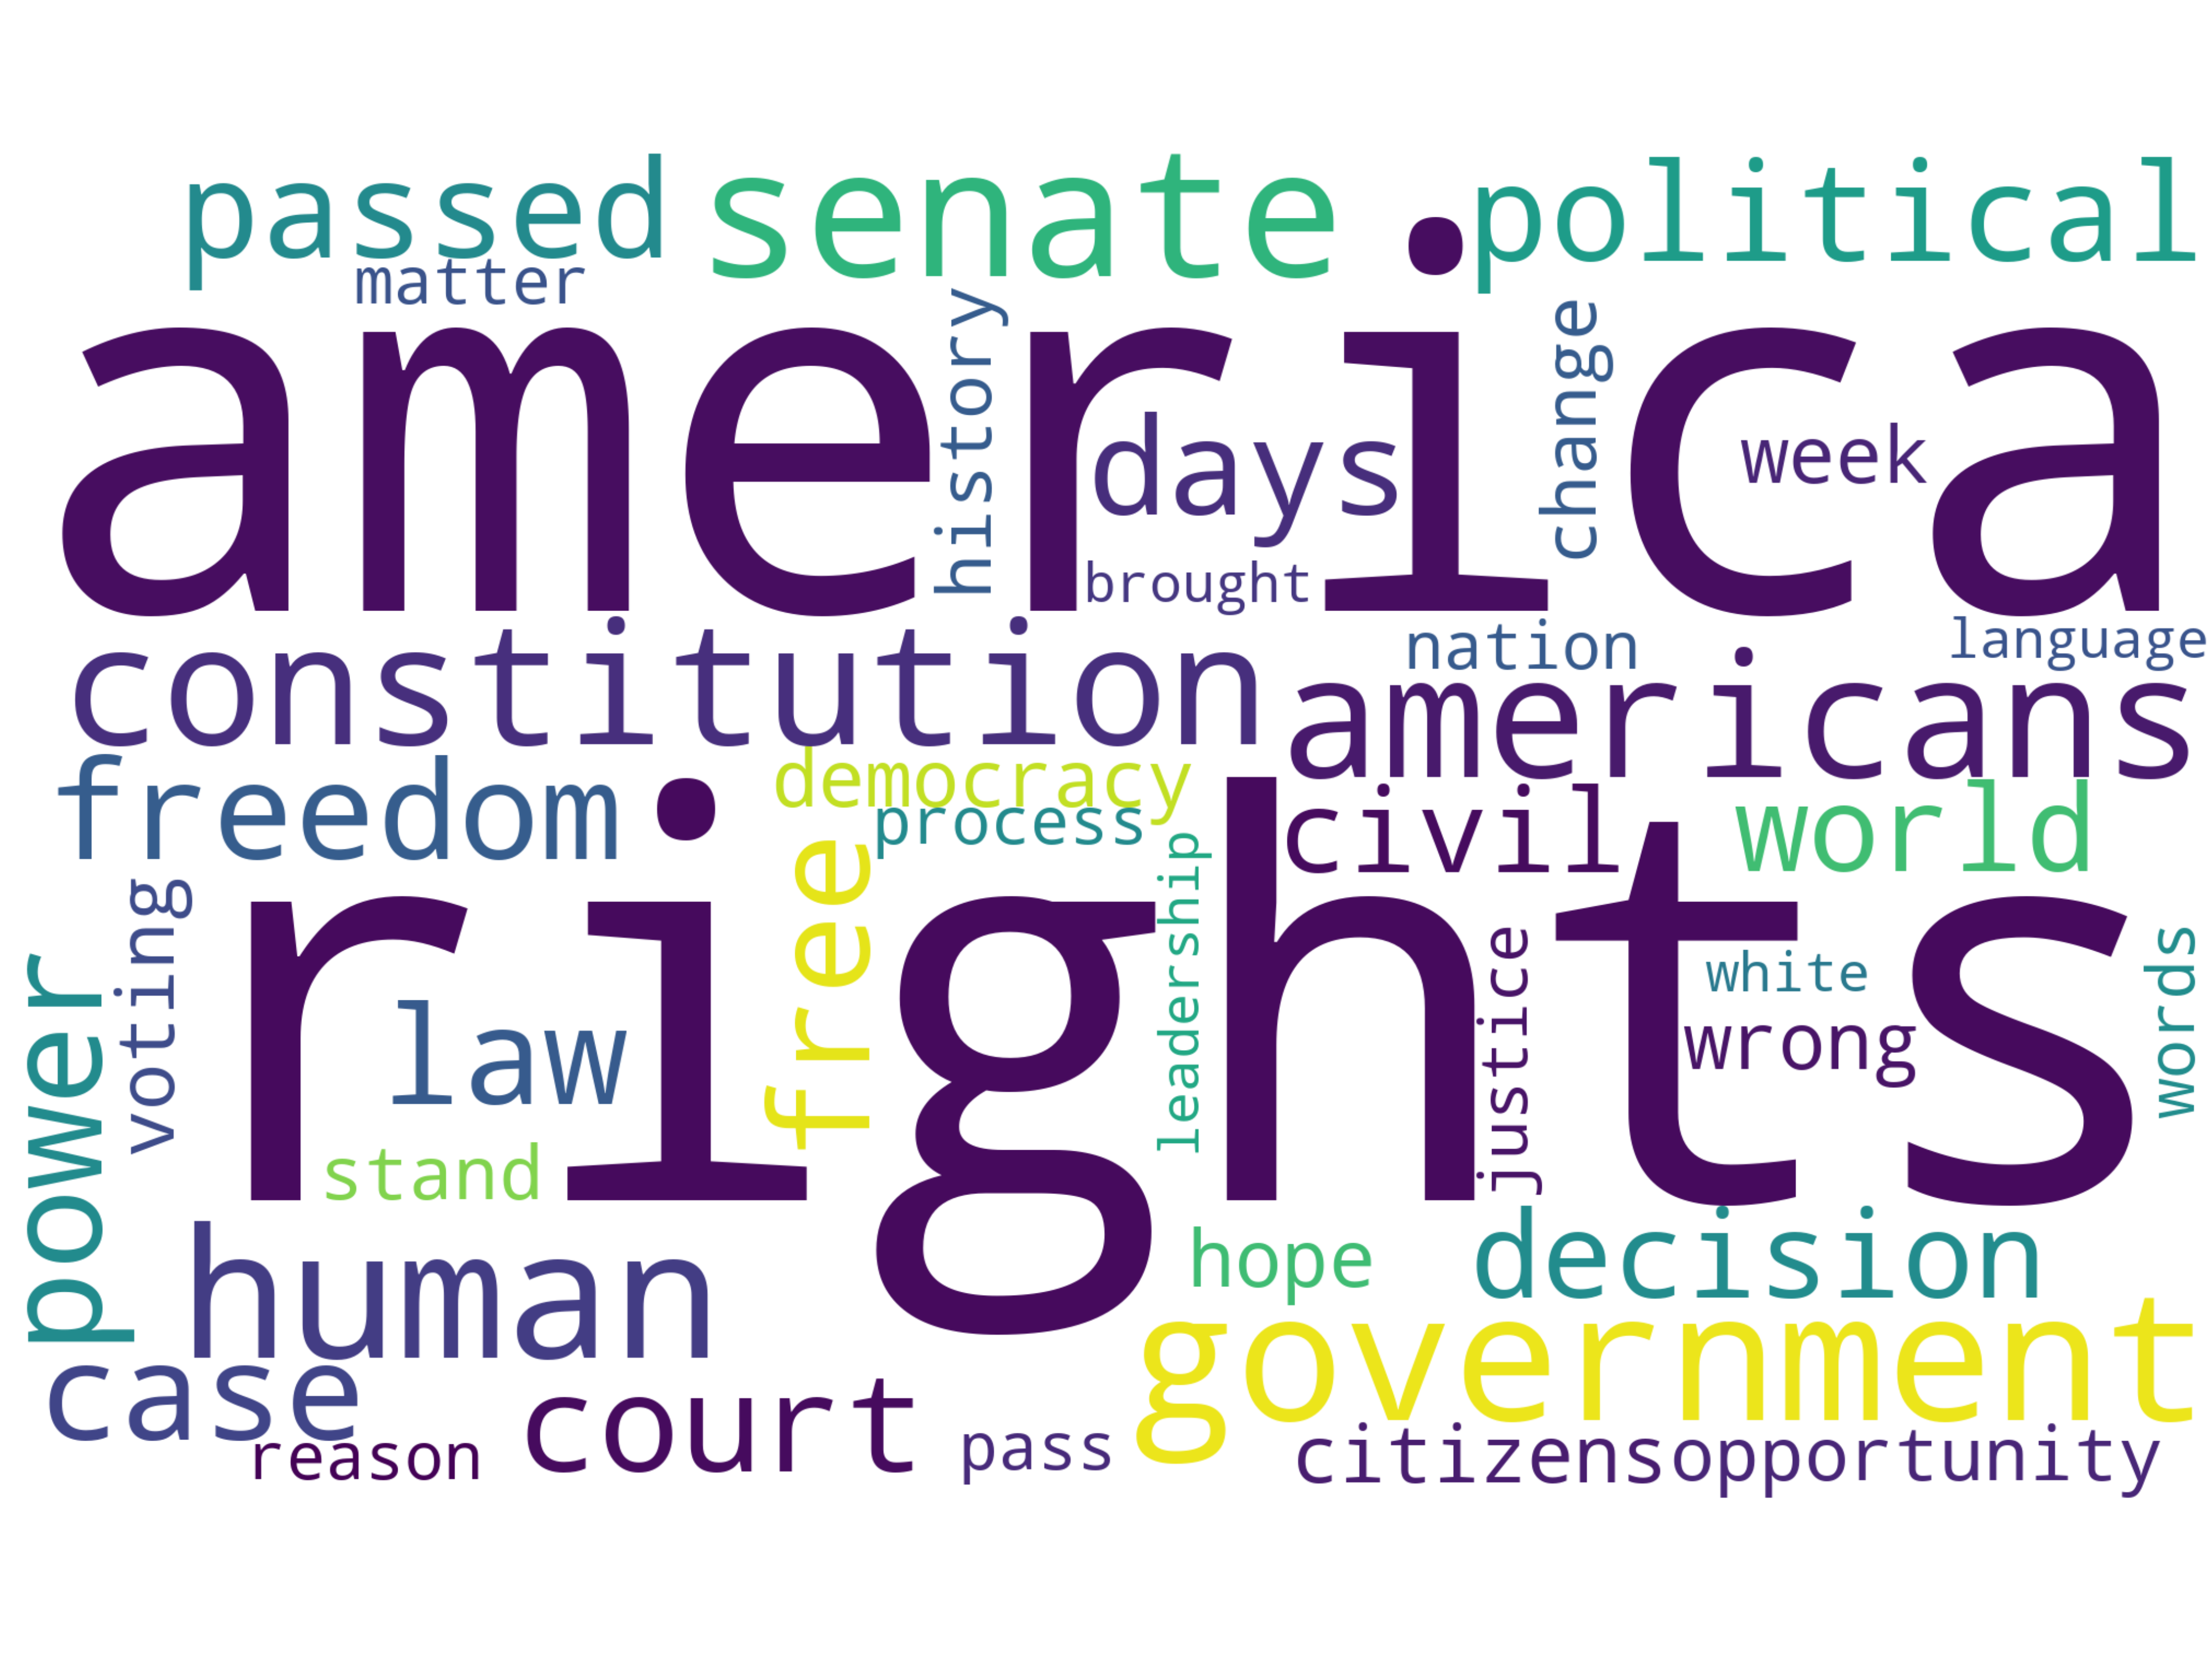 passed senate political
matter
america
history
change
days
week
brought
constitution
nation
language
americans
freedom
democracy
process
civil
world
rights
voting
free
leadership
justice
white
wrong
words
power
law
stand
human
hope
decision
case
government
reason
court
pass
citizens opportunity